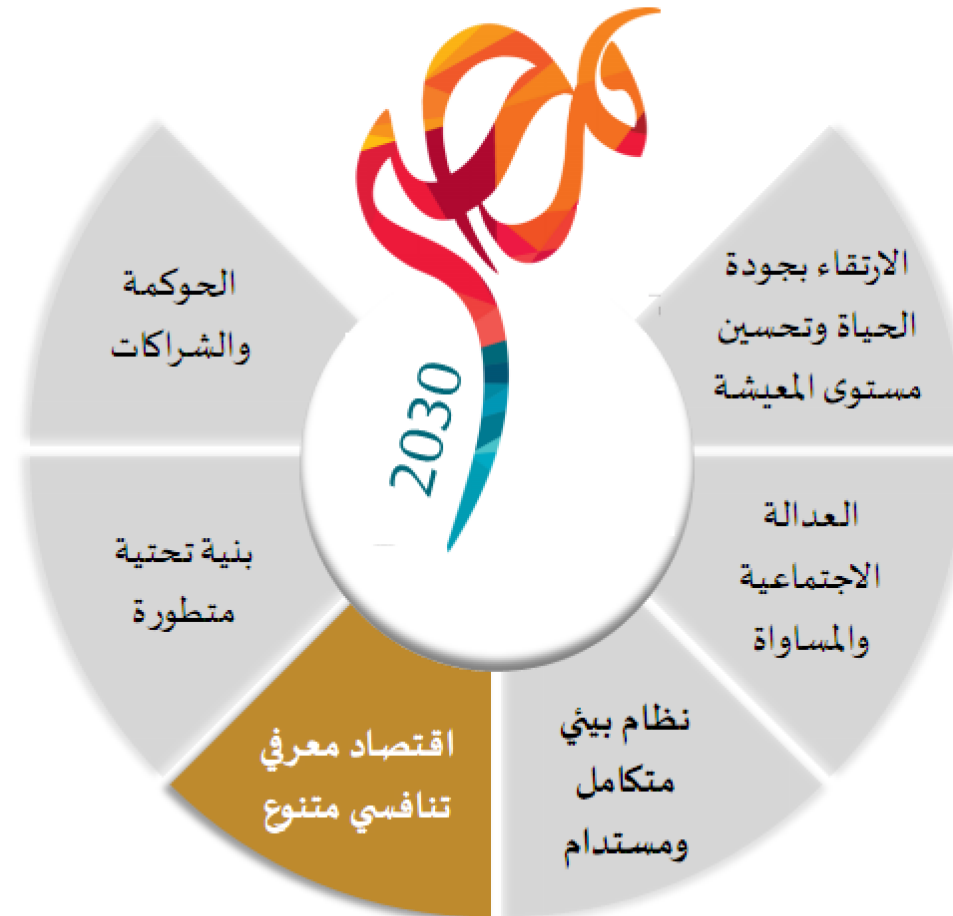 مصر
2030
الارتقاء بجودة
الحياة وتحسين
مستوى المعيشة
العدالة
الاجتماعية
والمساواة
نظام بيئي
متكامل
ومستدام
اقتصاد معرفي
تنافسي متنوع
بنية تحتية
متطورة
الحوكمة
والشراكات